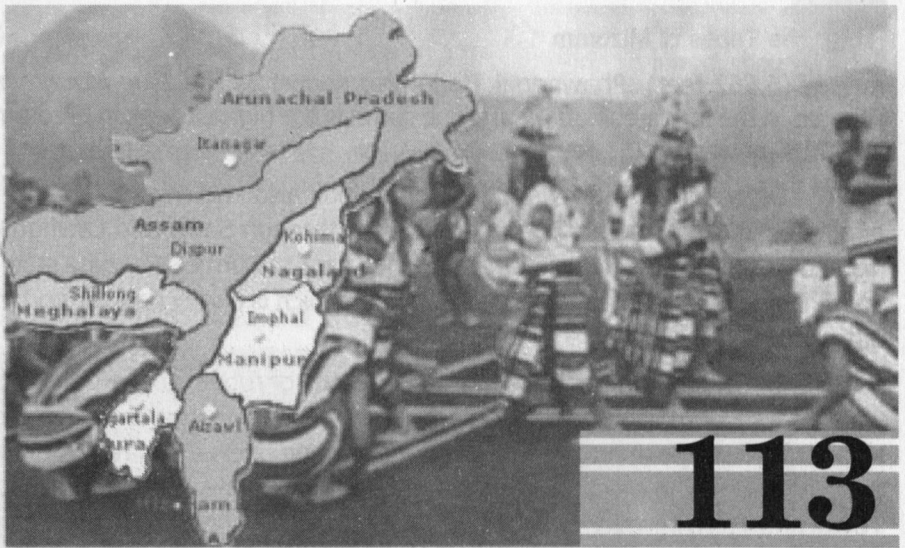 Arunachal Pradesh
Itanagar
Assam
Dispur
Kohima
Nagaland
Shillong
Meghalaya
Imphal
Manipur
Aizawl
113